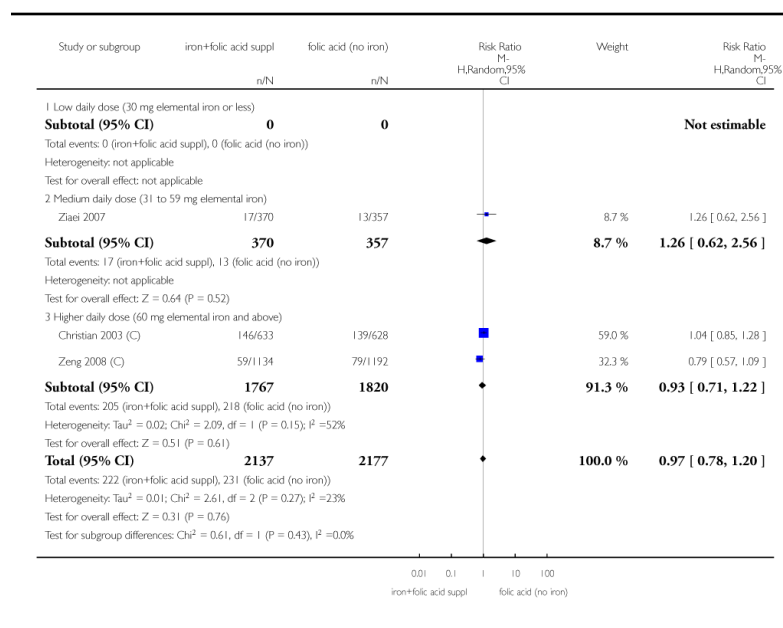 Study or subgroup iron+folic acid suppl folic acid (no iron) Risk Ratio Weight Risk Ratio
M-
H,Random,95%
CI
M-
H,Random,95%
CI
n/N n/N
1 Low daily dose (30 mg elemental iron or less)
Subtotal (95% CI) 0 0 Not estimable
Total events: 0 (iron+folic acid suppl), 0 (folic acid (no iron))
Heterogeneity: not applicable
Test for overall effect: not applicable
2 Medium daily dose (31 to 59 mg elemental iron)
Ziaei 2007 17/370 13/357 8.7 % 1.26 [ 0.62, 2.56 ]
Subtotal (95% CI) 370 357 8.7 % 1.26 [ 0.62, 2.56 ]
Total events: 17 (iron+folic acid suppl), 13 (folic acid (no iron))
Heterogeneity: not applicable
Test for overall effect: Z = 0.64 (P = 0.52)
3 Higher daily dose (60 mg elemental iron and above)
Christian 2003 (C) 146/633 139/628 59.0 % 1.04 [ 0.85, 1.28 ]
Zeng 2008 (C) 59/1134 79/1192 32.3 % 0.79 [ 0.57, 1.09 ]
Subtotal (95% CI) 1767 1820 91.3 % 0.93 [ 0.71, 1.22 ]
Total events: 205 (iron+folic acid suppl), 218 (folic acid (no iron))
Heterogeneity: Tau² = 0.02; Chi² = 2.09, df = 1 (P = 0.15); I² =52%
Test for overall effect: Z = 0.51 (P = 0.61)
Total (95% CI) 2137 2177 100.0 % 0.97 [ 0.78, 1.20 ]
Total events: 222 (iron+folic acid suppl), 231 (folic acid (no iron))
Heterogeneity: Tau² = 0.01; Chi² = 2.61, df = 2 (P = 0.27); I² =23%
Test for overall effect: Z = 0.31 (P = 0.76)
Test for subgroup differences: Chi² = 0.61, df = 1 (P = 0.43), I² =0.0%
0.01 0.1 1 10 100
iron+folic acid suppl folic acid (no iron)